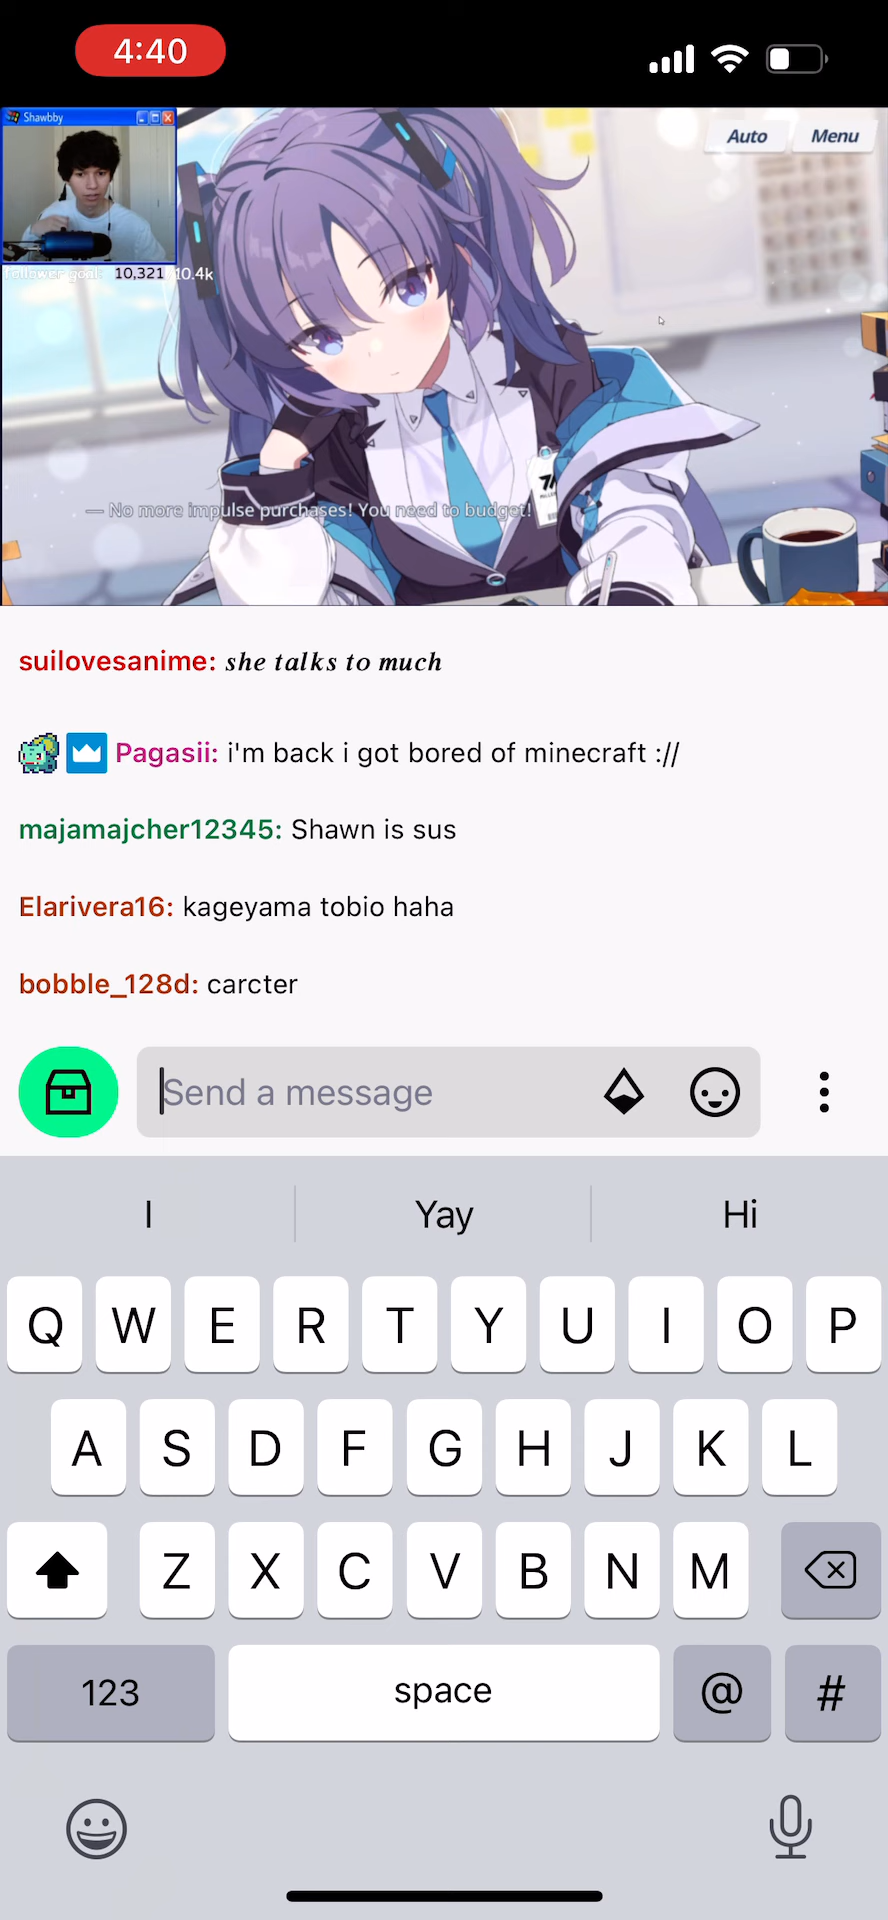 4:40
Shawbby
Auto
Menu
Follower goal: 10,321 / 10.4k
— No more impulse purchases! You need to budget!
suilovesanime: she talks to much
Pagasii: i'm back i got bored of minecraft ://
majamajcher12345: Shawn is sus
Elarivera16: kageyama tobio haha
bobble_128d: carcter
Send a message
I
Yay
Hi
Q W E R T Y U I O P
A S D F G H J K L
Z X C V B N M
123
space
@
#